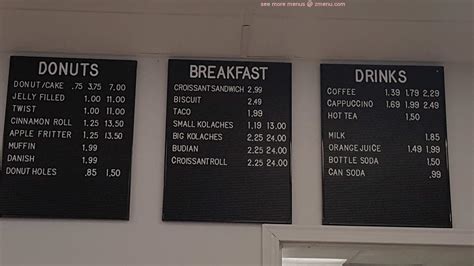 see more menus @ zmenu.com
DONUTS
DONUT/CAKE .75 3.75 7.00
JELLY FILLED 1.00 11.00
TWIST 1.00 11.00
CINNAMON ROLL 1.25 13.50
APPLE FRITTER 1.25 13.50
MUFFIN 1.99
DANISH 1.99
DONUT HOLES .85 1.50
BREAKFAST
CROISSANT SANDWICH 2.99
BISCUIT 2.49
TACO 1.99
SMALL KOLACHES 1.19 13.00
BIG KOLACHES 2.25 24.00
BUDIAN 2.25 24.00
CROISSANT ROLL 2.25 24.00
DRINKS
COFFEE 1.39 1.79 2.29
CAPPUCCINO 1.69 1.99 2.49
HOT TEA 1.50
MILK 1.85
ORANGE JUICE 1.49 1.99
BOTTLE SODA 1.50
CAN SODA .99